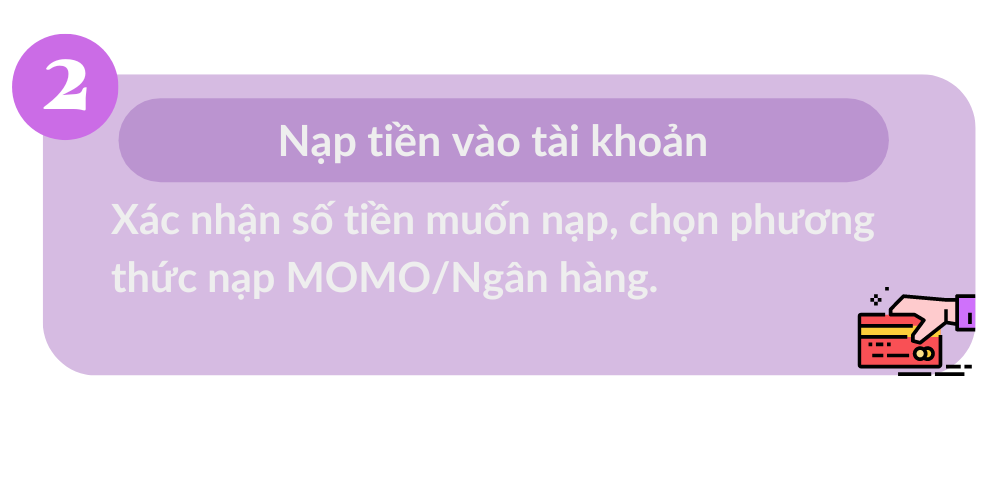 2
Nạp tiền vào tài khoản
Xác nhận số tiền muốn nạp, chọn phương
thức nạp MOMO/Ngân hàng.